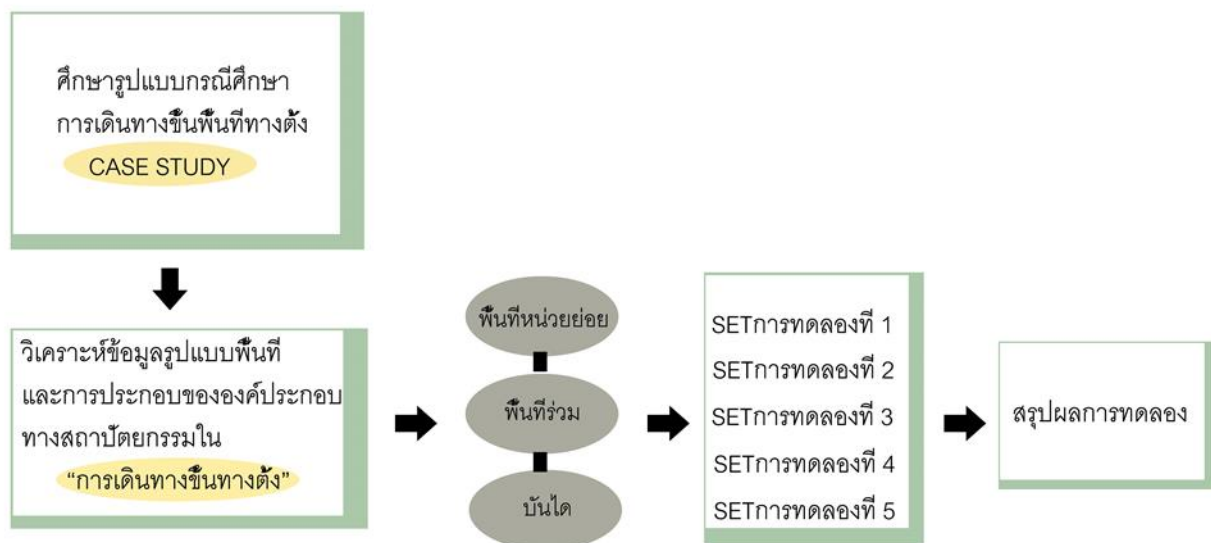 ศึกษารูปแบบกรณีศึกษา
การเดินทางขึ้นพื้นที่ทางตั้ง
CASE STUDY
วิเคราะห์ข้อมูลรูปแบบพื้นที่
และการประกอบขององค์ประกอบ
ทางสถาปัตยกรรมใน
“การเดินทางขึ้นทางตั้ง”
พื้นที่หน่วยย่อย
พื้นที่ร่วม
บันได
SETการทดลองที่ 1
SETการทดลองที่ 2
SETการทดลองที่ 3
SETการทดลองที่ 4
SETการทดลองที่ 5
สรุปผลการทดลอง